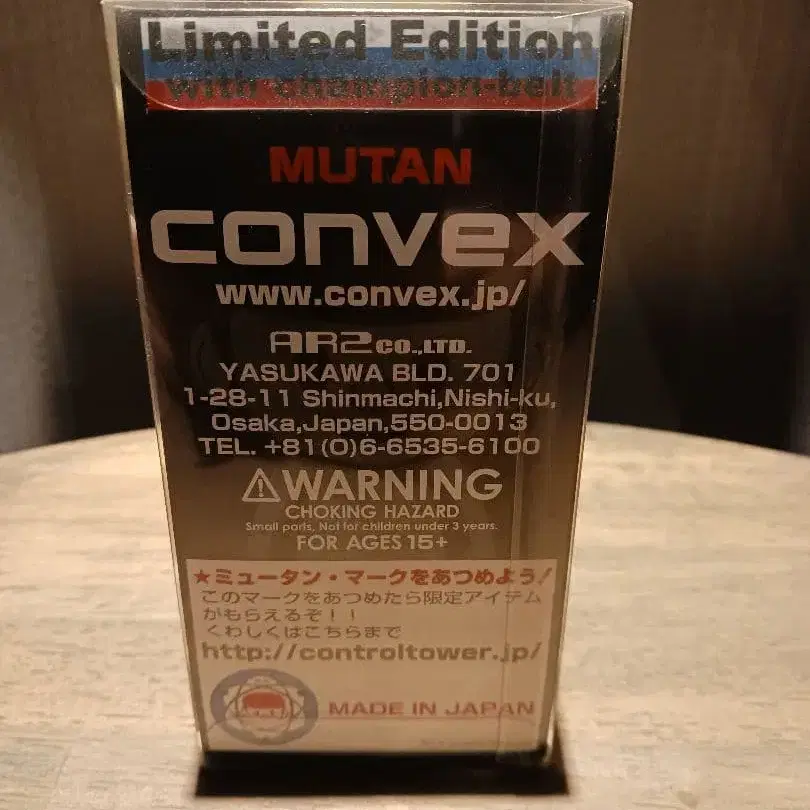 Limited Edition
with champion-belt
MUTAN
convex
www.convex.jp/
AR2 CO.,LTD.
YASUKAWA BLD. 701
1-28-11 Shinmachi,Nishi-ku,
Osaka,Japan,550-0013
TEL. +81(0)6-6535-6100
⚠WARNING
CHOKING HAZARD
Small parts, Not for children under 3 years.
FOR AGES 15+
★ミュータン・マークをあつめよう!
このマークをあつめたら限定アイテム
がもらえるぞ!!
くわしくはこちらまで
http://controltower.jp/
MADE IN JAPAN